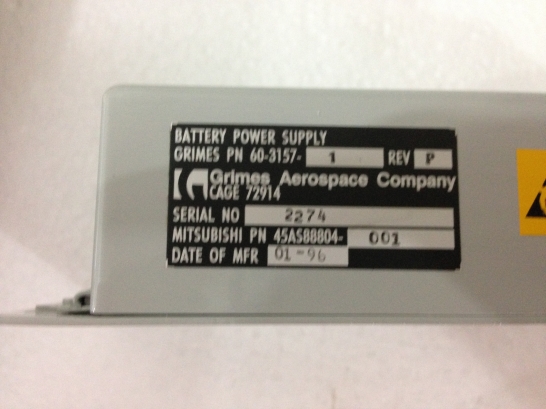 BATTERY POWER SUPPLY
GRIMES PN 60-3157- 1 REV P
Grimes Aerospace Company
CAGE 72914
SERIAL NO 2274
MITSUBISHI PN 45AS88804- 001
DATE OF MFR 01-96